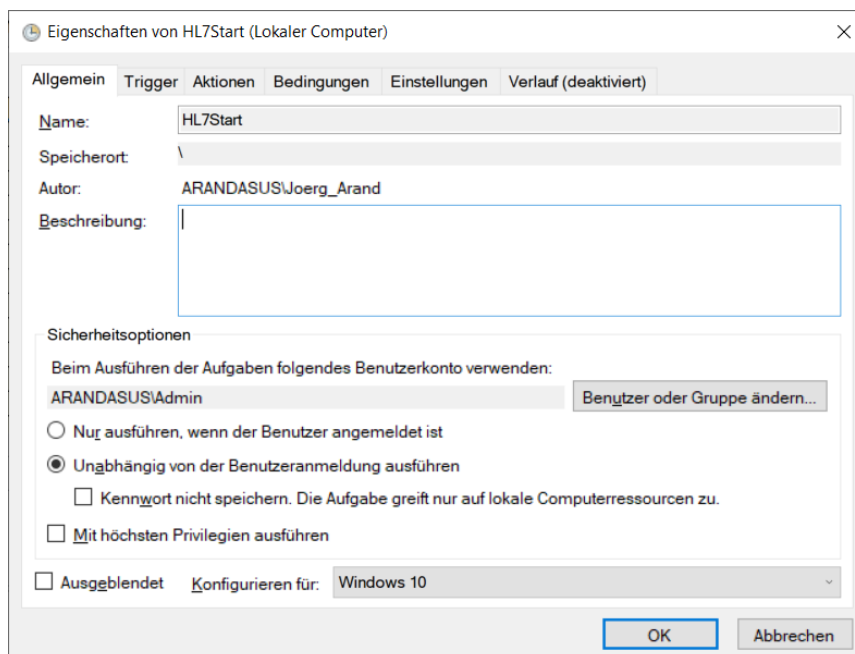 Eigenschaften von HL7Start (Lokaler Computer)
Allgemein Trigger Aktionen Bedingungen Einstellungen Verlauf (deaktiviert)
Name: HL7Start
Speicherort: \
Autor: ARANDASUS\Joerg_Arand
Beschreibung:
Sicherheitsoptionen
Beim Ausführen der Aufgaben folgendes Benutzerkonto verwenden:
ARANDASUS\Admin Benutzer oder Gruppe ändern...
Nur ausführen, wenn der Benutzer angemeldet ist
Unabhängig von der Benutzeranmeldung ausführen
Kennwort nicht speichern. Die Aufgabe greift nur auf lokale Computerressourcen zu.
Mit höchsten Privilegien ausführen
Ausgeblendet Konfigurieren für: Windows 10
OK Abbrechen